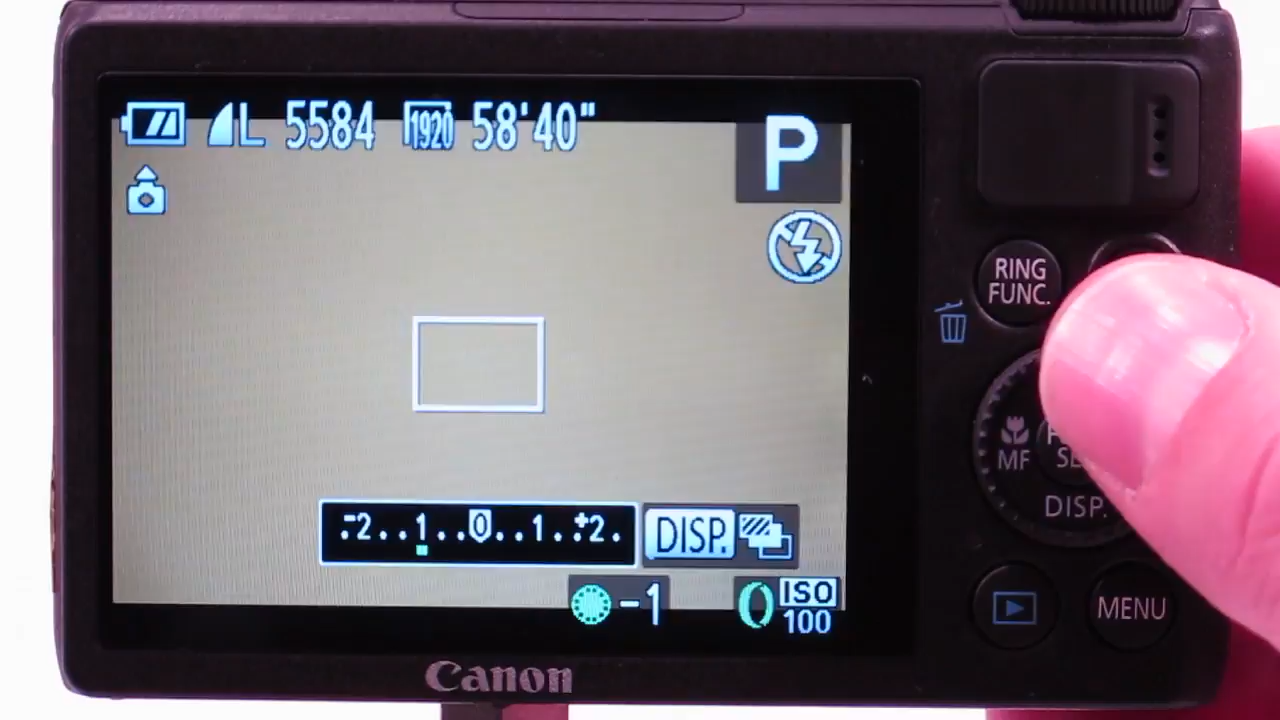 L 5584 1920 58'40"
P
RING
FUNC.
MF
DISP.
-2..1..0..1.+2.
DISP.
-1
ISO
100
MENU
Canon